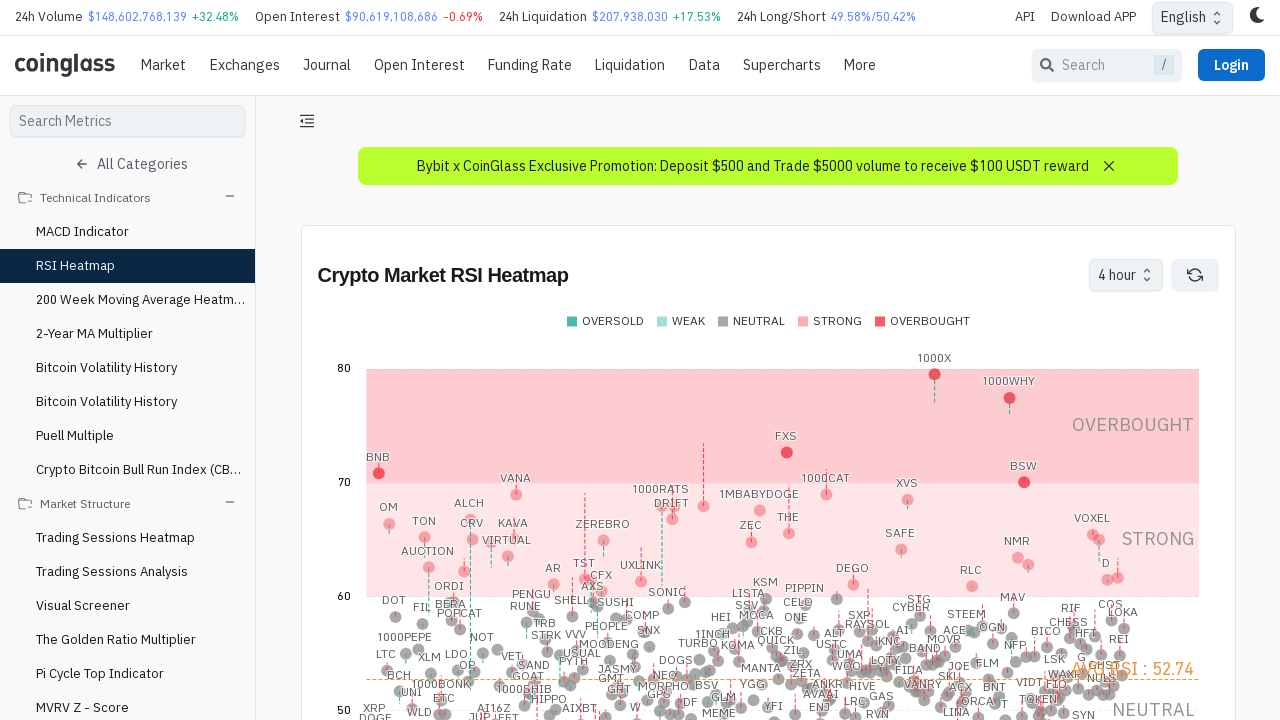 24h Volume $148,602,768,139 +32.48% Open Interest $90,619,108,686 -0.69% 24h Liquidation $207,938,030 +17.53% 24h Long/Short 49.58%/50.42% API Download APP English
coinglass Market Exchanges Journal Open Interest Funding Rate Liquidation Data Supercharts More Search / Login
Search Metrics
All Categories
Technical Indicators
MACD Indicator
RSI Heatmap
200 Week Moving Average Heatm...
2-Year MA Multiplier
Bitcoin Volatility History
Bitcoin Volatility History
Puell Multiple
Crypto Bitcoin Bull Run Index (CB...
Market Structure
Trading Sessions Heatmap
Trading Sessions Analysis
Visual Screener
The Golden Ratio Multiplier
Pi Cycle Top Indicator
MVRV Z - Score
Bybit x CoinGlass Exclusive Promotion: Deposit $500 and Trade $5000 volume to receive $100 USDT reward
Crypto Market RSI Heatmap 4 hour
OVERSOLD WEAK NEUTRAL STRONG OVERBOUGHT
1000X
80
1000WHY
OVERBOUGHT
FXS
BNB
BSW
VANA 1000CAT
70
XVS
1000RATS 1MBABYDOGE
OM ALCH DRIFT
TON CRV KAVA ZEREBRO ZEC THE VOXEL
SAFE
VIRTUAL NMR STRONG
AUCTION
AR TST UXLINK DEGO RLC D
CFX
ORDI AXS KSM PIPPIN
60
DOT FIL BERA PENGU SHELL SUSHI SONIC LISTA CELO CYBER STG MAV
POPCAT RUNE COMP SSV MOCA ONE SXP STEEM RIF COS LOKA
TRB PEOPLE SNX HEI CKB ALT RAYSOL AI ACE OGN BICO CHESS
1000PEPE NOT STRK VVV MOODENG TURBO 1INCH KOMA QUICK USTC KNC MOVR NFP HFT REI
LTC XLM LDO VET USUAL DOGS ZIL UMA BAND LSK G
OP SAND PYTH JASMY MANTA ZRX WOO LQTY FIDA JOE FLM AVG RSI : 52.74
BCH GOAT GMT NEO ZETA SKL WAXP GHST
UNI 1000BONK 1000SHIB GRT MORPHO BSV YGG ANKR HIVE VANRY ACX BNT VIDT FIO NULS
ETC HIPPO GPS GLM AVAAI GAS TOKEN
XRP WLD AI16Z AIXBT W MEME YFI ENJ LRC RVN LINA ORCA SYN NEUTRAL
50
DOGE